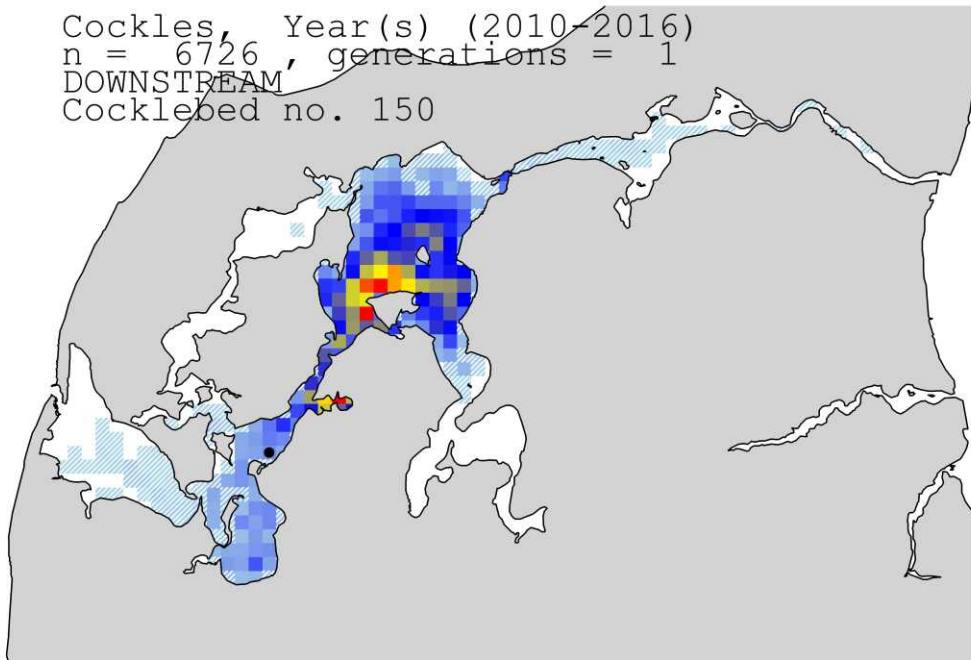 Cockles, Year(s) (2010-2016)
n = 6726 , generations = 1
DOWNSTREAM
Cocklebed no. 150